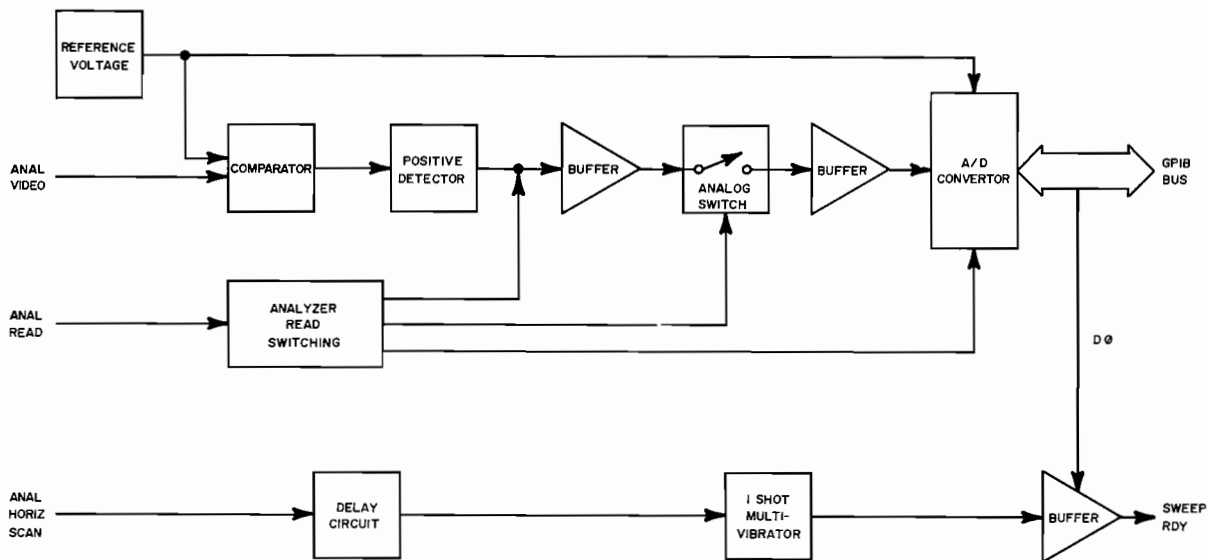 REFERENCE
VOLTAGE
ANAL
VIDEO
COMPARATOR
POSITIVE
DETECTOR
BUFFER
ANALOG
SWITCH
BUFFER
A/D
CONVERTOR
GPIB
BUS
ANAL
READ
ANALYZER
READ
SWITCHING
DØ
ANAL
HORIZ
SCAN
DELAY
CIRCUIT
1 SHOT
MULTI-
VIBRATOR
BUFFER
SWEEP
RDY